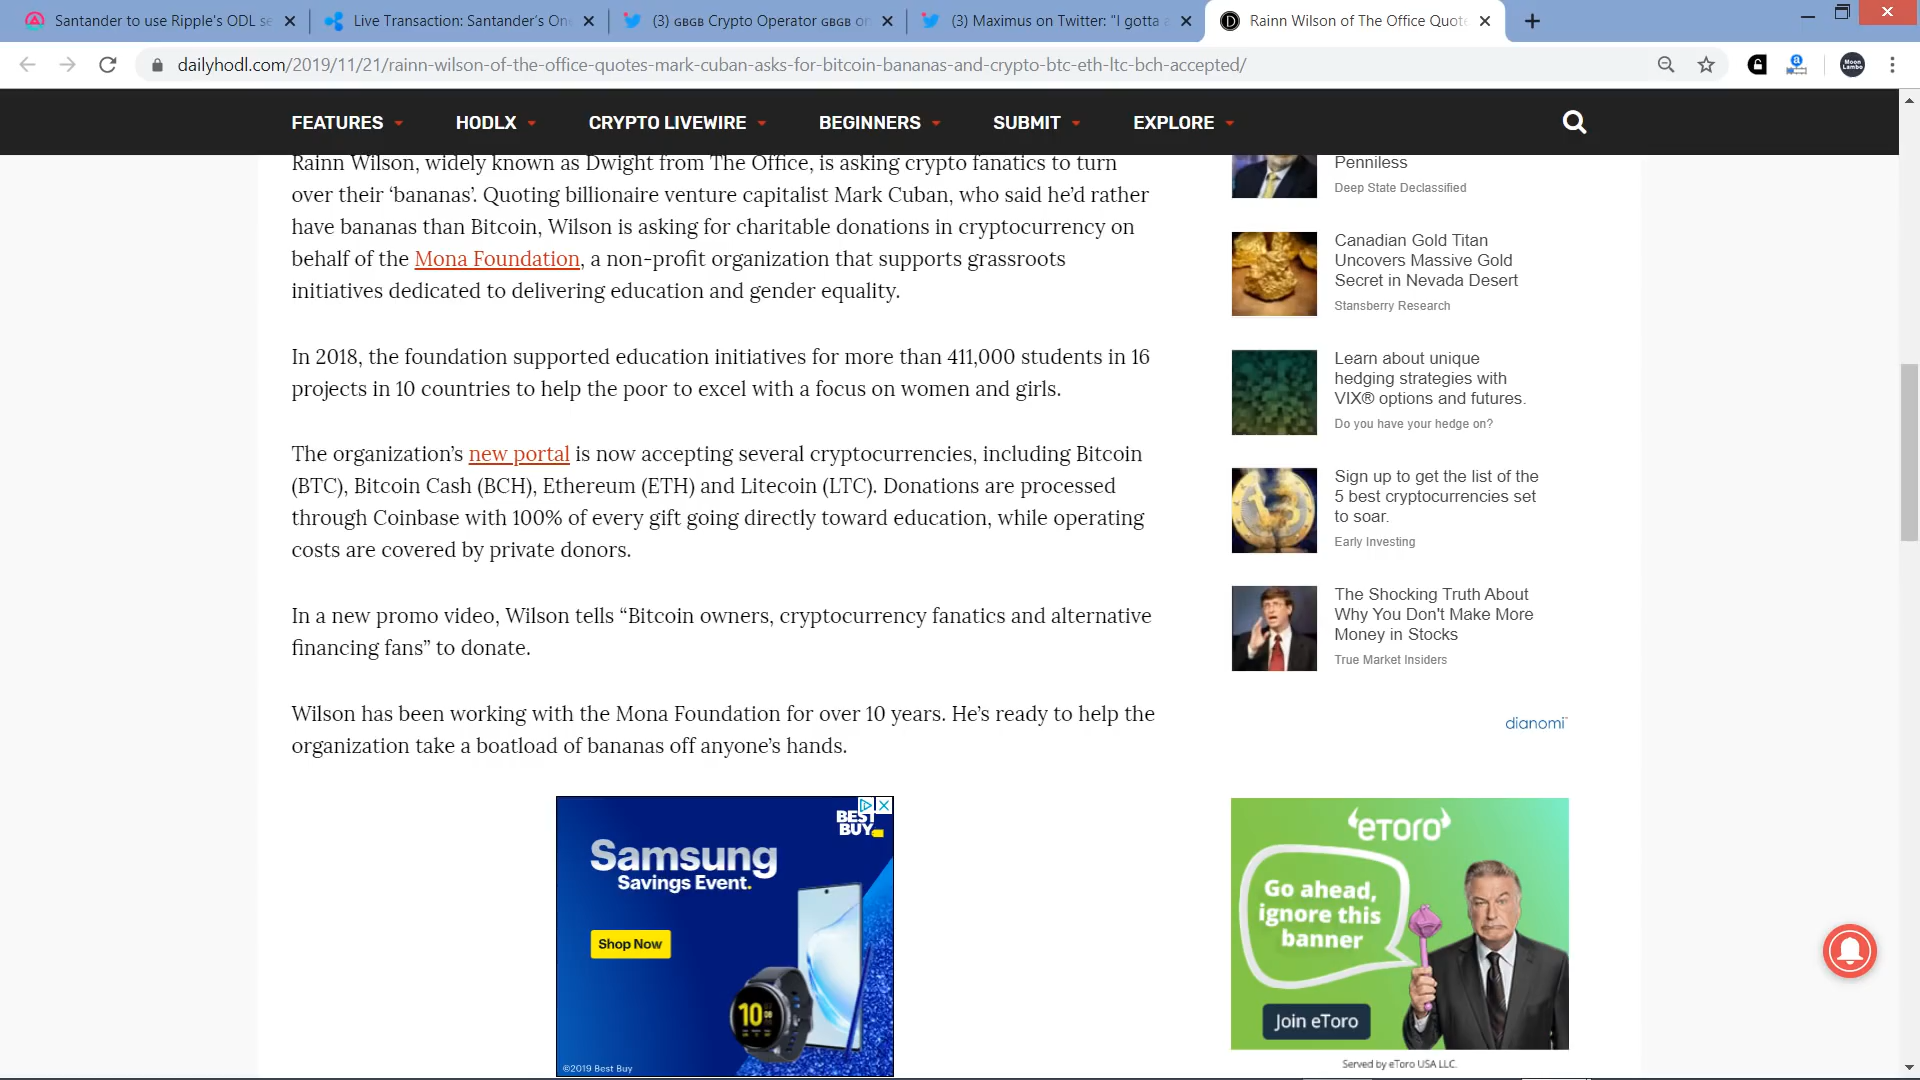 Santander to use Ripple's ODL se
Live Transaction: Santander's On
(3) GBGB Crypto Operator GBGB on
(3) Maximus on Twitter: "I gotta
Rainn Wilson of The Office Quote
dailyhodl.com/2019/11/21/rainn-wilson-of-the-office-quotes-mark-cuban-asks-for-bitcoin-bananas-and-crypto-btc-eth-ltc-bch-accepted/
Moon
Lambo
FEATURES
HODLX
CRYPTO LIVEWIRE
BEGINNERS
SUBMIT
EXPLORE
Rainn Wilson, widely known as Dwight from The Office, is asking crypto fanatics to turn
over their ‘bananas’. Quoting billionaire venture capitalist Mark Cuban, who said he’d rather
have bananas than Bitcoin, Wilson is asking for charitable donations in cryptocurrency on
behalf of the Mona Foundation, a non-profit organization that supports grassroots
initiatives dedicated to delivering education and gender equality.
In 2018, the foundation supported education initiatives for more than 411,000 students in 16
projects in 10 countries to help the poor to excel with a focus on women and girls.
The organization’s new portal is now accepting several cryptocurrencies, including Bitcoin
(BTC), Bitcoin Cash (BCH), Ethereum (ETH) and Litecoin (LTC). Donations are processed
through Coinbase with 100% of every gift going directly toward education, while operating
costs are covered by private donors.
In a new promo video, Wilson tells “Bitcoin owners, cryptocurrency fanatics and alternative
financing fans” to donate.
Wilson has been working with the Mona Foundation for over 10 years. He’s ready to help the
organization take a boatload of bananas off anyone’s hands.
BEST
BUY
Samsung
Savings Event.
Shop Now
10
©2019 Best Buy
Penniless
Deep State Declassified
Canadian Gold Titan
Uncovers Massive Gold
Secret in Nevada Desert
Stansberry Research
Learn about unique
hedging strategies with
VIX® options and futures.
Do you have your hedge on?
Sign up to get the list of the
5 best cryptocurrencies set
to soar.
Early Investing
The Shocking Truth About
Why You Don't Make More
Money in Stocks
True Market Insiders
dianomi
eToro
Go ahead,
ignore this
banner
Join eToro
Served by eToro USA LLC.